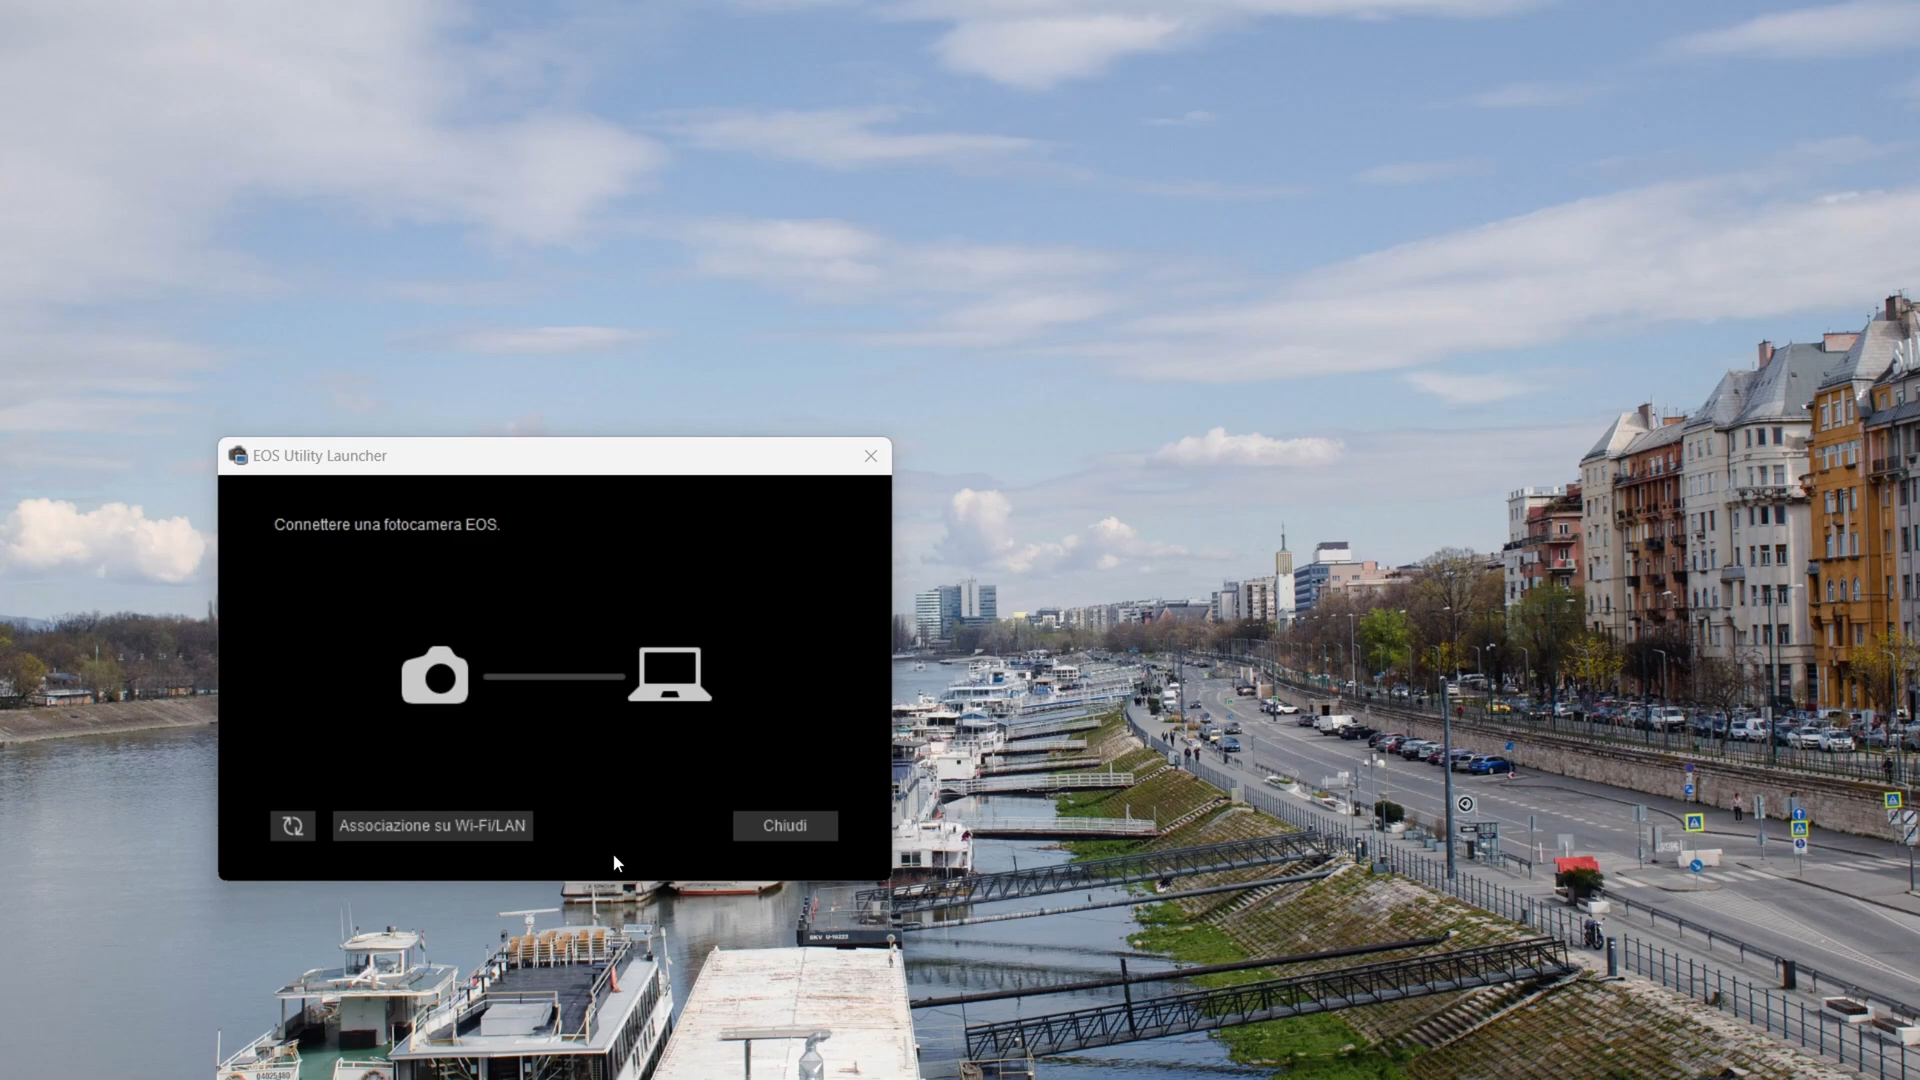 EOS Utility Launcher
Connettere una fotocamera EOS.
Associazione su Wi-Fi/LAN
Chiudi